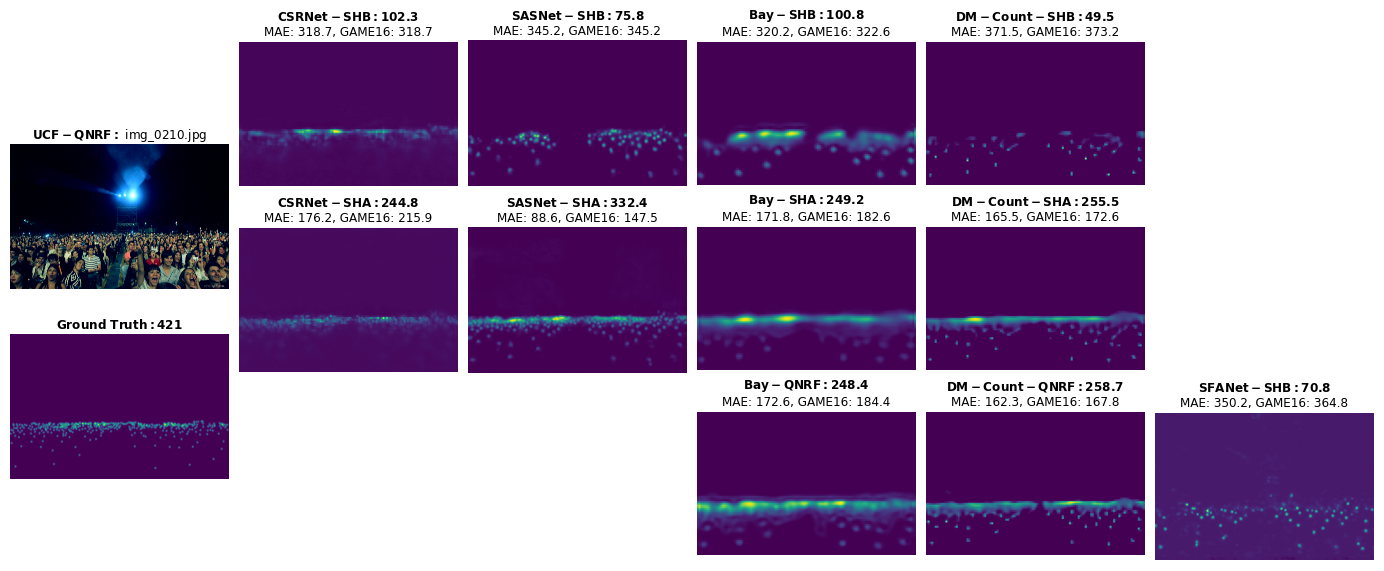 CSRNet-SHB: 102.3
MAE: 318.7, GAME16: 318.7
SASNet-SHB: 75.8
MAE: 345.2, GAME16: 345.2
Bay-SHB: 100.8
MAE: 320.2, GAME16: 322.6
DM-Count-SHB: 49.5
MAE: 371.5, GAME16: 373.2
UCF-QNRF: img_0210.jpg
CSRNet-SHA: 244.8
MAE: 176.2, GAME16: 215.9
SASNet-SHA: 332.4
MAE: 88.6, GAME16: 147.5
Bay-SHA: 249.2
MAE: 171.8, GAME16: 182.6
DM-Count-SHA: 255.5
MAE: 165.5, GAME16: 172.6
Ground Truth: 421
Bay-QNRF: 248.4
MAE: 172.6, GAME16: 184.4
DM-Count-QNRF: 258.7
MAE: 162.3, GAME16: 167.8
SFANet-SHB: 70.8
MAE: 350.2, GAME16: 364.8